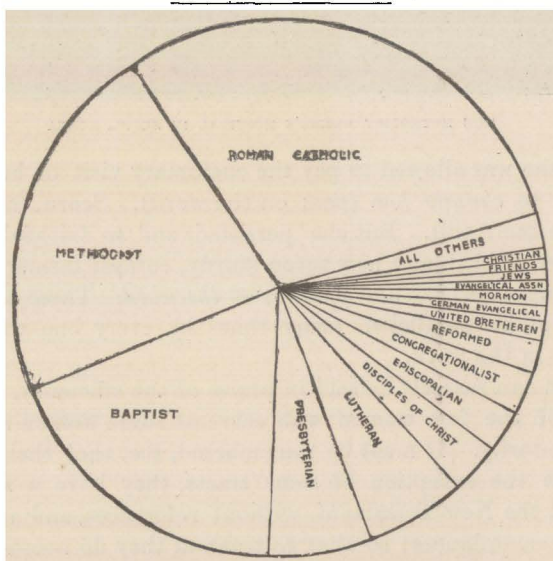 ROMAN CATHOLIC
ALL OTHERS
CHRISTIAN
FRIENDS
JEWS
EVANGELICAL ASSN
MORMON
GERMAN EVANGELICAL
UNITED BRETHEREN
REFORMED
CONGREGATIONALIST
EPISCOPALIAN
DISCIPLES OF CHRIST
LUTHERAN
PRESBYTERIAN
BAPTIST
METHODIST